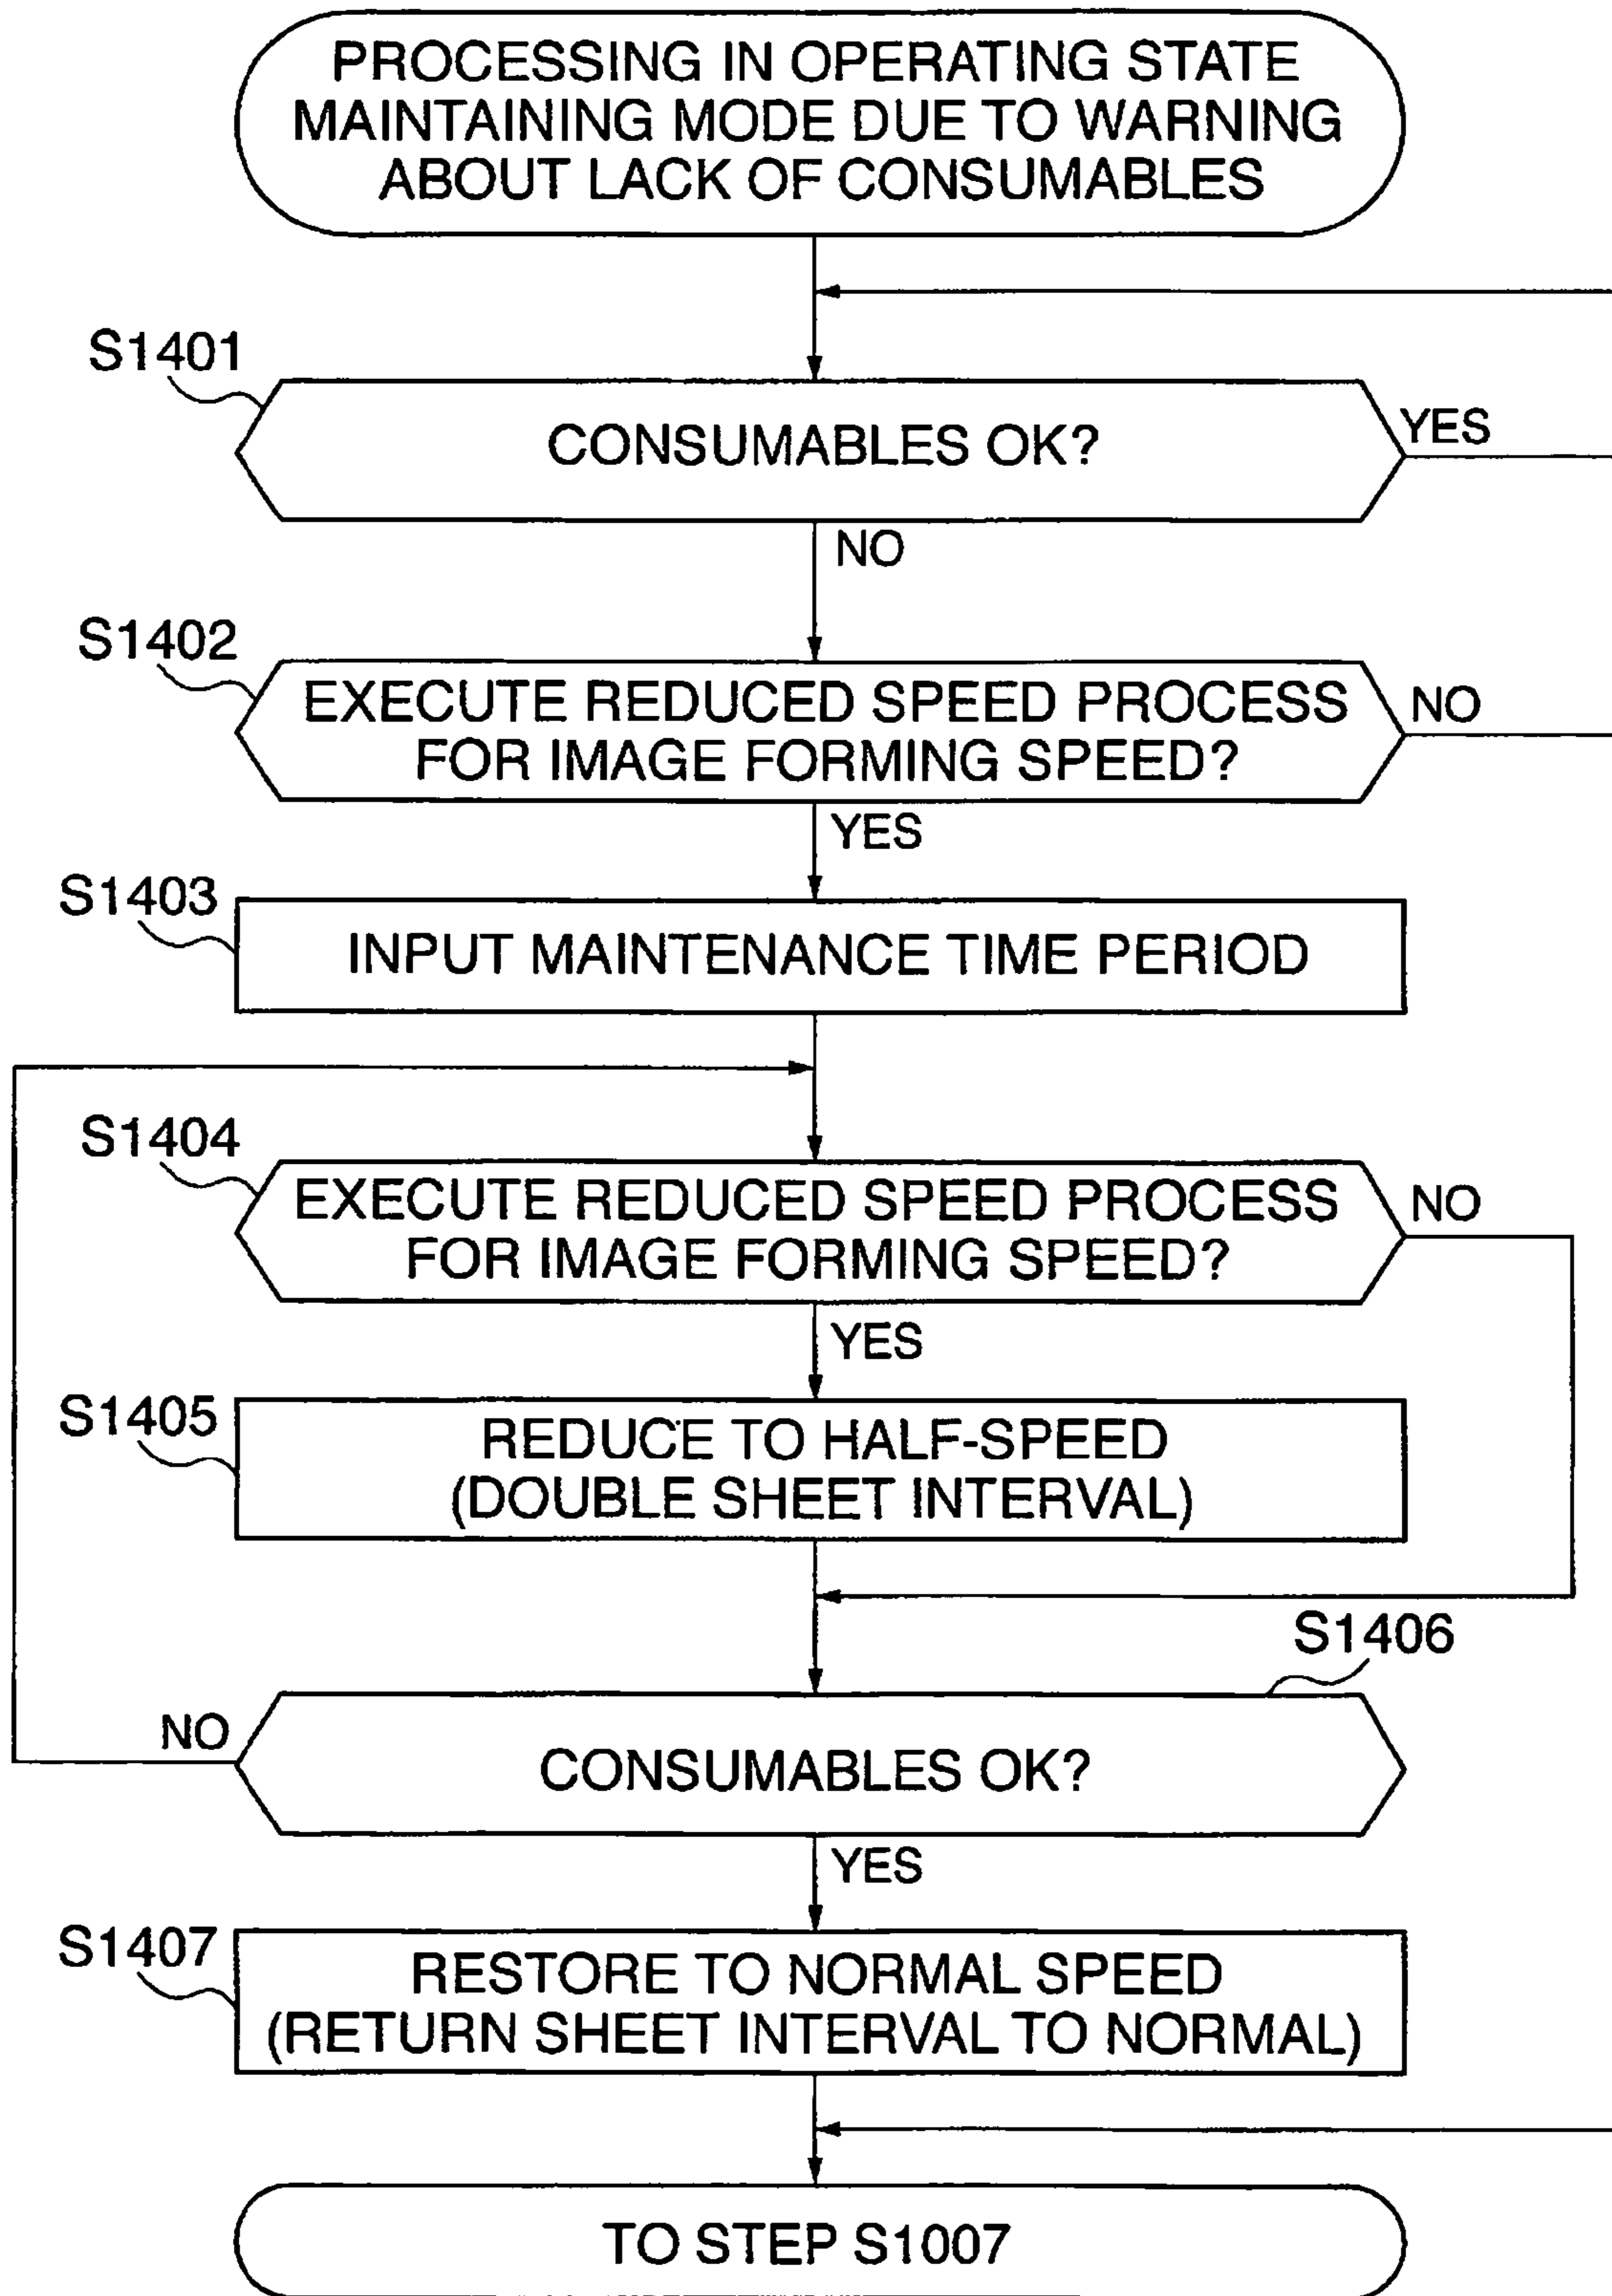 PROCESSING IN OPERATING STATE
MAINTAINING MODE DUE TO WARNING
ABOUT LACK OF CONSUMABLES
S1401
CONSUMABLES OK?
YES
NO
S1402
EXECUTE REDUCED SPEED PROCESS
FOR IMAGE FORMING SPEED?
NO
YES
S1403
INPUT MAINTENANCE TIME PERIOD
S1404
EXECUTE REDUCED SPEED PROCESS
FOR IMAGE FORMING SPEED?
NO
YES
S1405
REDUCE TO HALF-SPEED
(DOUBLE SHEET INTERVAL)
S1406
NO
CONSUMABLES OK?
YES
S1407
RESTORE TO NORMAL SPEED
(RETURN SHEET INTERVAL TO NORMAL)
TO STEP S1007